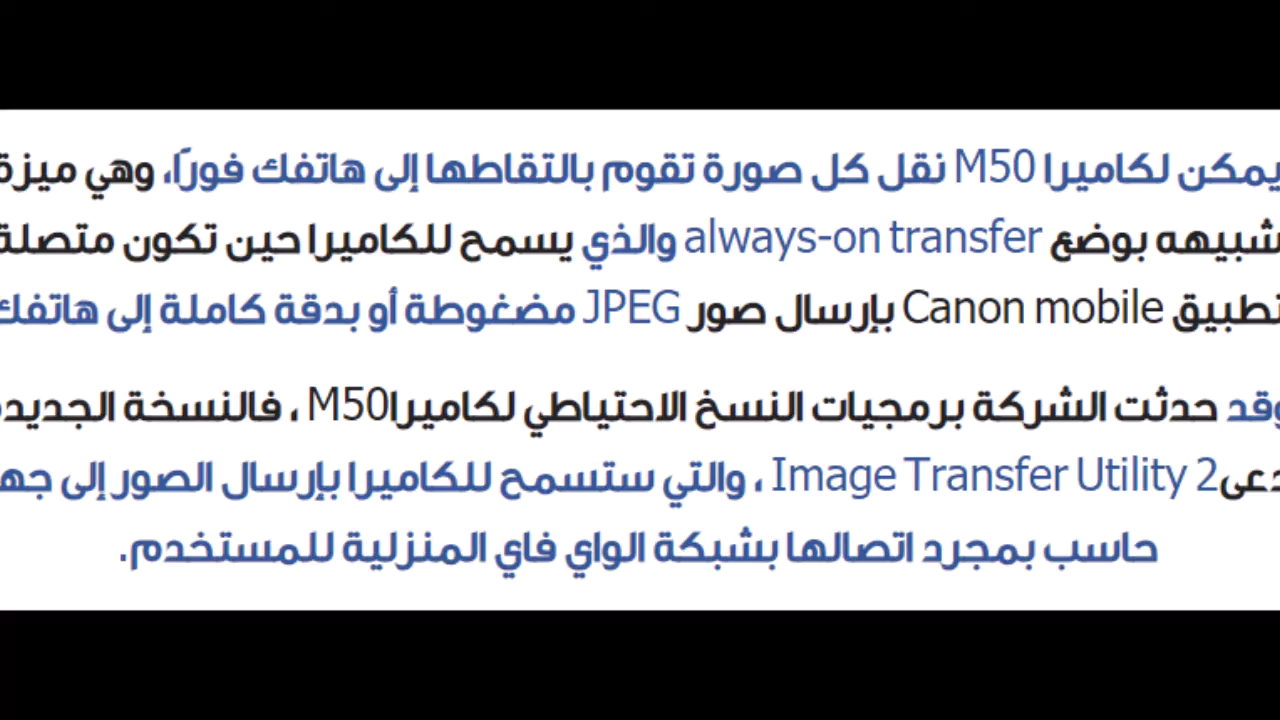 يمكن لكاميرا M50 نقل كل صورة تقوم بالتقاطها إلى هاتفك فورًا، وهي ميزة
شبيهه بوضع always-on transfer والذي يسمح للكاميرا حين تكون متصلة
تطبيق Canon mobile بإرسال صور JPEG مضغوطة أو بدقة كاملة إلى هاتفك
وقد حدثت الشركة برمجيات النسخ الاحتياطي لكاميراM50 ، فالنسخة الجديدة
دعىImage Transfer Utility 2 ، والتي ستسمح للكاميرا بإرسال الصور إلى جه
حاسب بمجرد اتصالها بشبكة الواي فاي المنزلية للمستخدم.